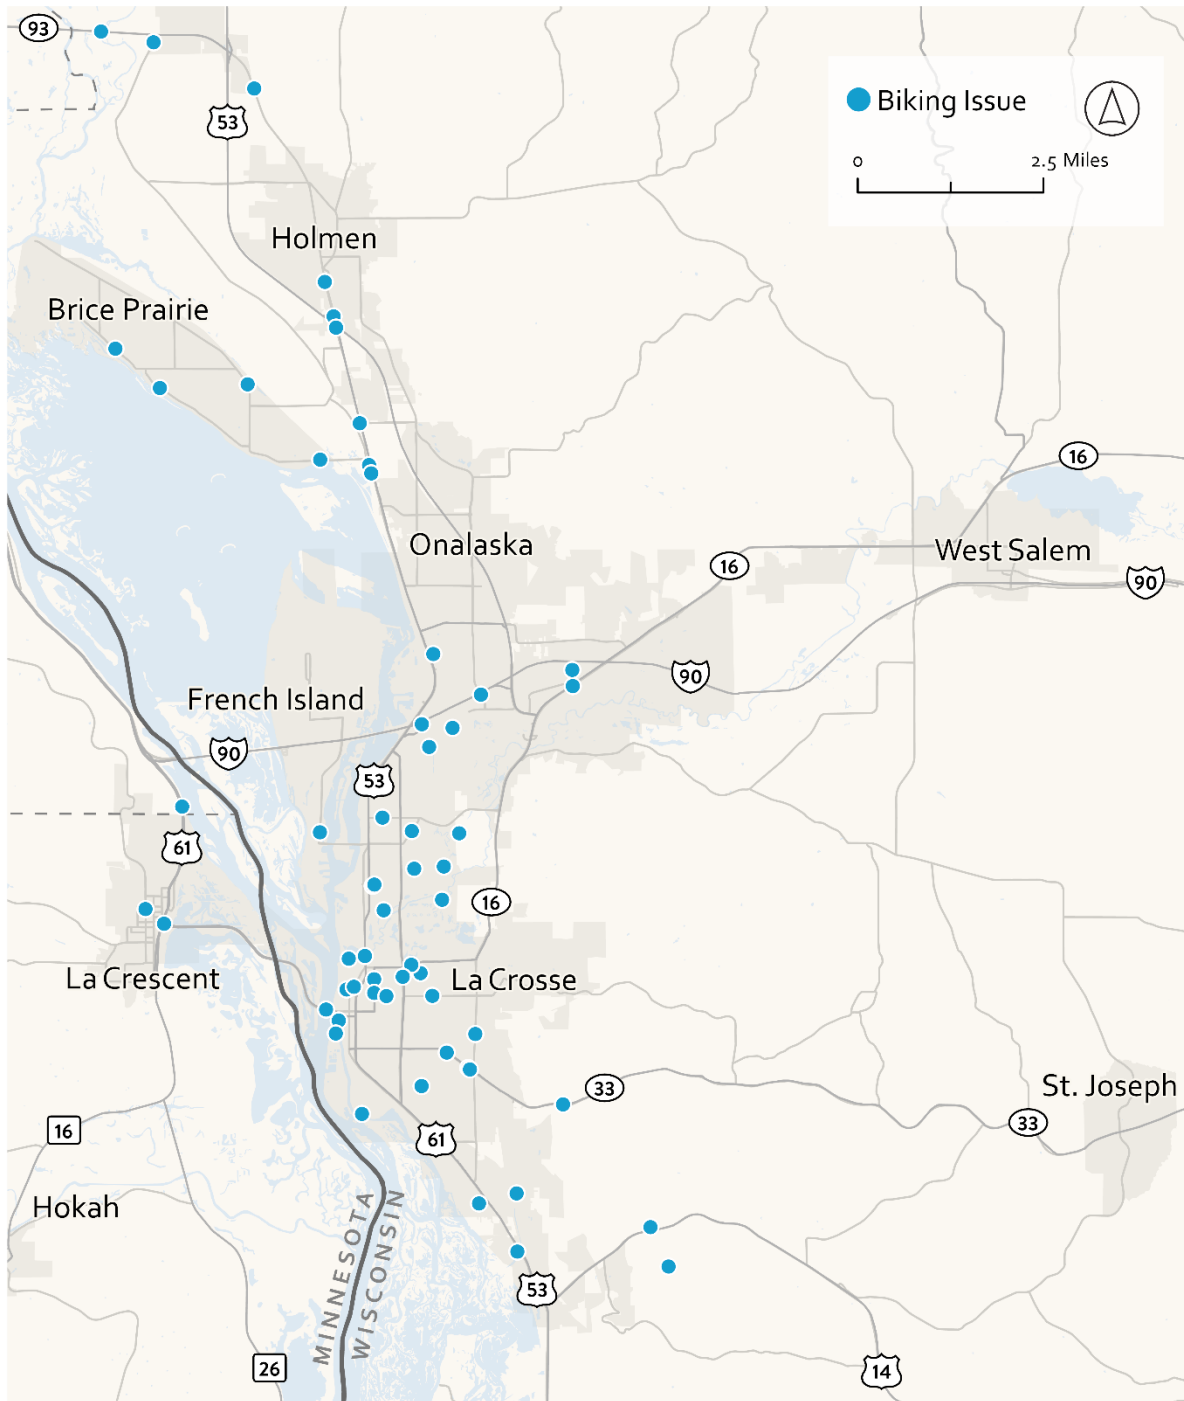 93
Biking Issue
0 2.5 Miles
53
Holmen
Brice Prairie
16
Onalaska
West Salem
16
90
90
French Island
90
53
61
16
La Crescent
La Crosse
33
St. Joseph
33
16
61
Hokah
MINNESOTA
WISCONSIN
53
26
14